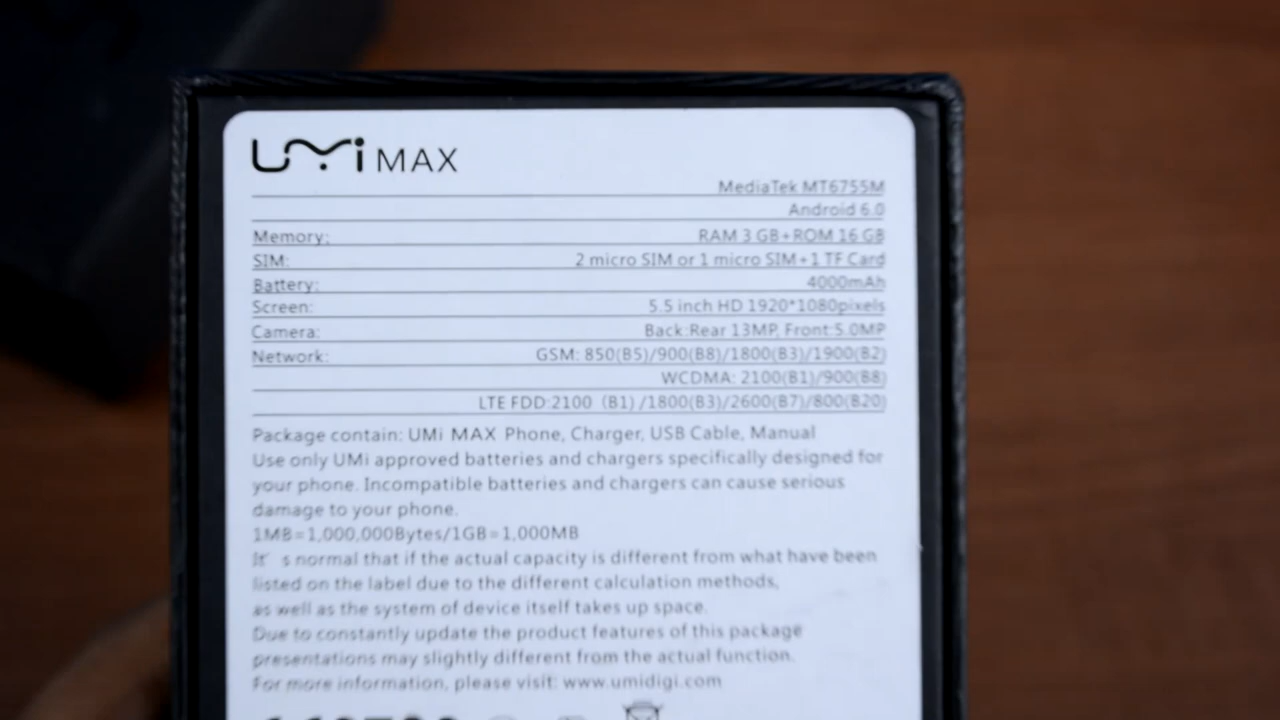 UMi MAX
MediaTek MT6755M
Android 6.0
Memory: RAM 3 GB+ROM 16 GB
SIM: 2 micro SIM or 1 micro SIM+1 TF Card
Battery: 4000mAh
Screen: 5.5 inch HD 1920*1080pixels
Camera: Back:Rear 13MP, Front:5.0MP
Network: GSM: 850(B5)/900(B8)/1800(B3)/1900(B2)
WCDMA: 2100(B1)/900(B8)
LTE FDD:2100 (B1) /1800(B3)/2600(B7)/800(B20)
Package contain: UMi MAX Phone, Charger, USB Cable, Manual
Use only UMi approved batteries and chargers specifically designed for
your phone. Incompatible batteries and chargers can cause serious
damage to your phone.
1MB=1,000,000Bytes/1GB=1,000MB
It' s normal that if the actual capacity is different from what have been
listed on the label due to the different calculation methods,
as well as the system of device itself takes up space.
Due to constantly update the product features of this package
presentations may slightly different from the actual function.
For more information, please visit: www.umidigi.com